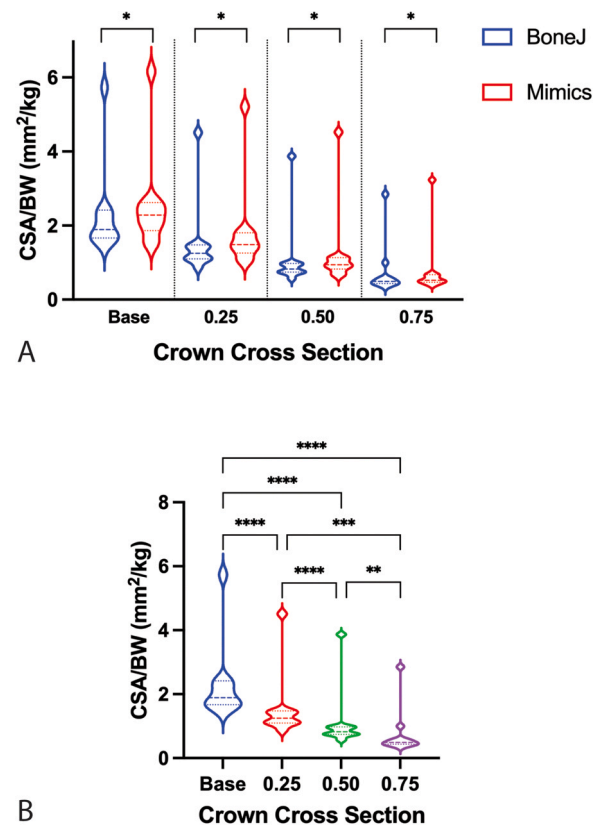 * * * *
BoneJ
Mimics
CSA/BW (mm²/kg)
6
4
2
0
Base 0.25 0.50 0.75
A
Crown Cross Section
****
****
**** ***
**** **
CSA/BW (mm²/kg)
8
6
4
2
0
Base 0.25 0.50 0.75
B
Crown Cross Section